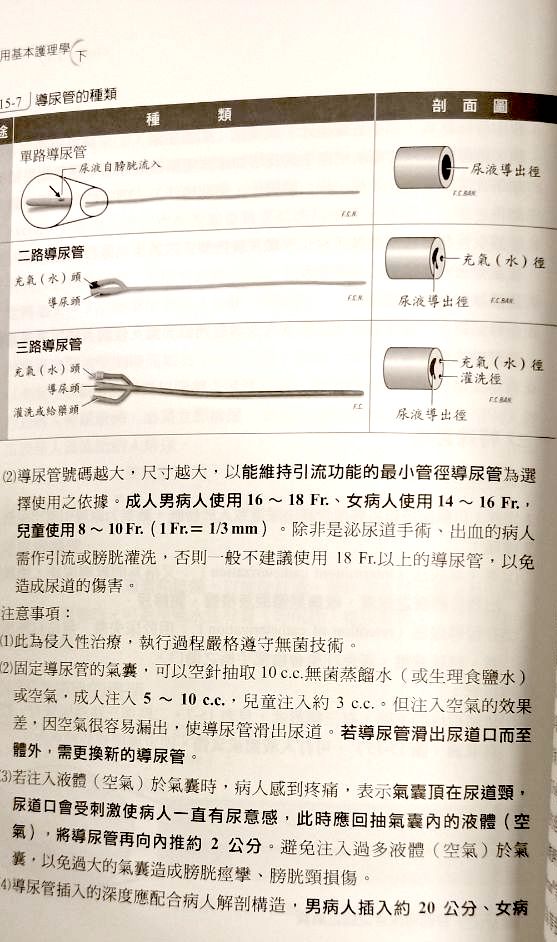 用基本護理學 下
15-7 導尿管的種類
途 種 類 剖 面 圖
單路導尿管
尿液自膀胱流入
尿液導出徑
F.C.N.
F.C.BAN.
二路導尿管
充氣(水)頭
導尿頭
F.C.N.
充氣(水)徑
尿液導出徑
F.C.BAN.
三路導尿管
充氣(水)頭
導尿頭
灌洗或給藥頭
F.C.
充氣(水)徑
灌洗徑
F.C.BAN.
尿液導出徑
(2)導尿管號碼越大,尺寸越大,以能維持引流功能的最小管徑導尿管為選
擇使用之依據。成人男病人使用 16 ~ 18 Fr.、女病人使用 14 ~ 16 Fr.,
兒童使用 8 ~ 10 Fr.(1 Fr.= 1/3 mm)。除非是泌尿道手術、出血的病人
需作引流或膀胱灌洗,否則一般不建議使用 18 Fr.以上的導尿管,以免
造成尿道的傷害。
注意事項:
(1)此為侵入性治療,執行過程嚴格遵守無菌技術。
(2)固定導尿管的氣囊,可以空針抽取 10 c.c.無菌蒸餾水(或生理食鹽水)
或空氣,成人注入 5 ~ 10 c.c.,兒童注入約 3 c.c.。但注入空氣的效果
差,因空氣很容易漏出,使導尿管滑出尿道。若導尿管滑出尿道口而至
體外,需更換新的導尿管。
(3)若注入液體(空氣)於氣囊時,病人感到疼痛,表示氣囊頂在尿道頸,
尿道口會受刺激使病人一直有尿意感,此時應回抽氣囊內的液體(空
氣),將導尿管再向內推約 2 公分。避免注入過多液體(空氣)於氣
囊,以免過大的氣囊造成膀胱痙攣、膀胱頸損傷。
(4)導尿管插入的深度應配合病人解剖構造,男病人插入約 20 公分、女病